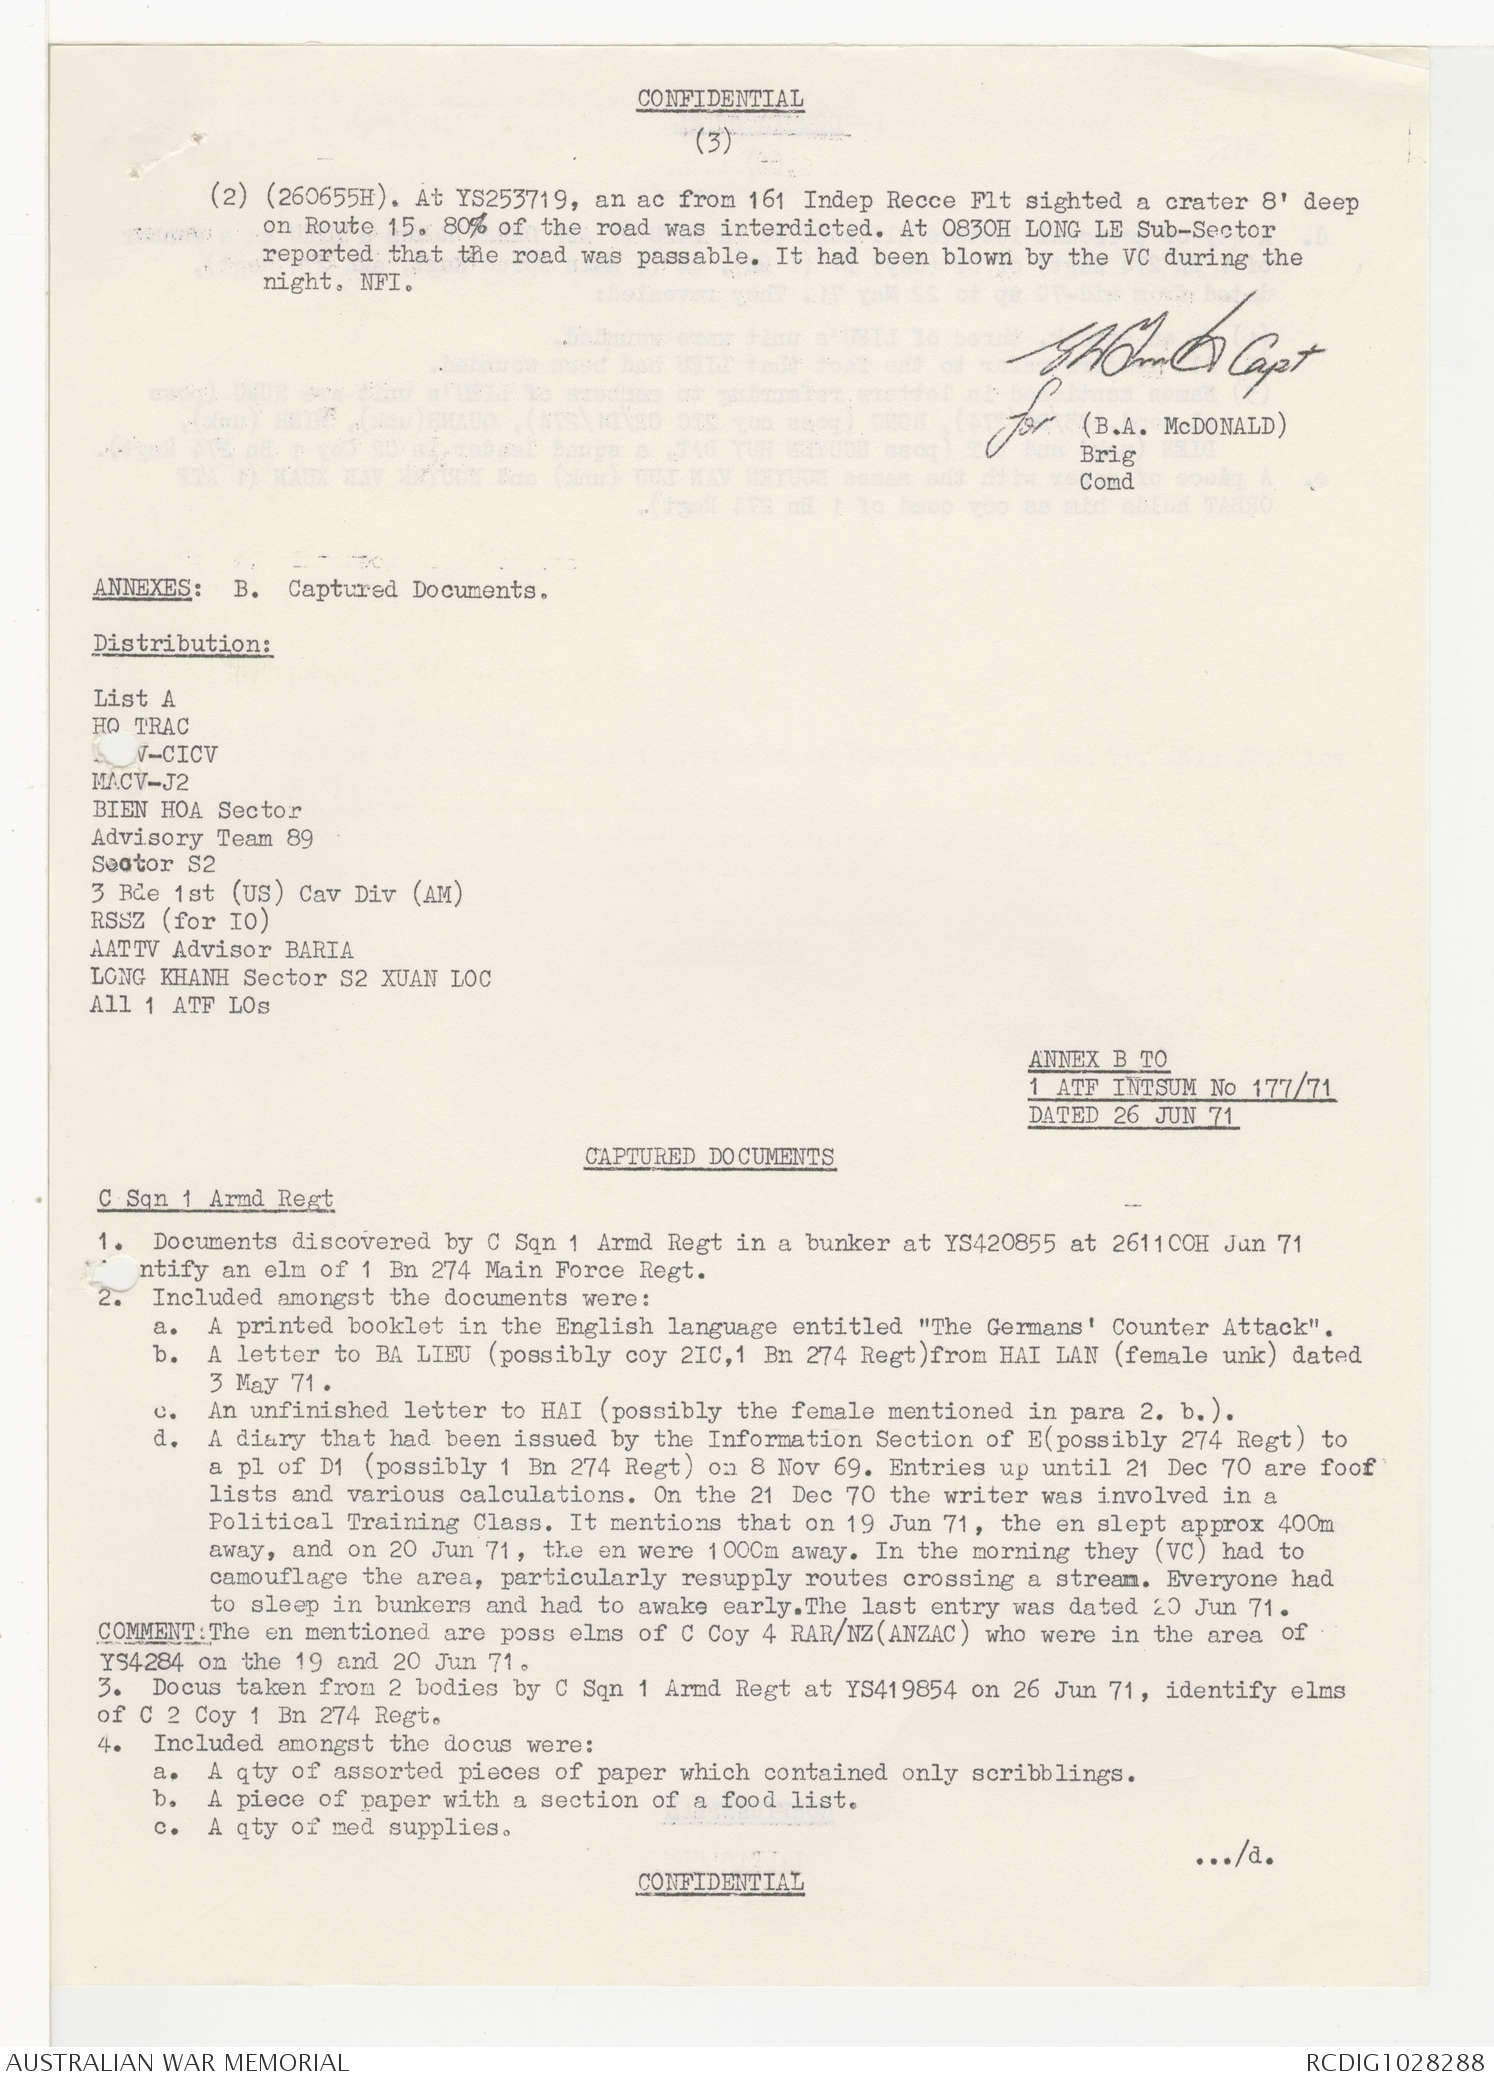 CONFIDENTIAL
(3)
(2) (260655H). At YS253719, an ac from 161 Indep Recce Flt sighted a crater 8' deep
on Route 15. 80% of the road was interdicted. At 0830H LONG LE Sub-Sector
reported that the road was passable. It had been blown by the VC during the
night. NFI.
Capt
for (B.A. McDONALD)
Brig
Comd
ANNEXES: B. Captured Documents.
Distribution:
List A
HQ TRAC
V-CICV
MACV-J2
BIEN HOA Sector
Advisory Team 89
Sector S2
3 Bde 1st (US) Cav Div (AM)
RSSZ (for IO)
AATTV Advisor BARIA
LONG KHANH Sector S2 XUAN LOC
All 1 ATF LOs
ANNEX B TO
1 ATF INTSUM No 177/71
DATED 26 JUN 71
CAPTURED DOCUMENTS
C Sqn 1 Armd Regt
1. Documents discovered by C Sqn 1 Armd Regt in a bunker at YS420855 at 261100H Jun 71
ntify an elm of 1 Bn 274 Main Force Regt.
2. Included amongst the documents were:
a. A printed booklet in the English language entitled "The Germans' Counter Attack".
b. A letter to BA LIEU (possibly coy 2IC,1 Bn 274 Regt)from HAI LAN (female unk) dated
3 May 71.
c. An unfinished letter to HAI (possibly the female mentioned in para 2. b.).
d. A diary that had been issued by the Information Section of E(possibly 274 Regt) to
a pl of D1 (possibly 1 Bn 274 Regt) on 8 Nov 69. Entries up until 21 Dec 70 are foof
lists and various calculations. On the 21 Dec 70 the writer was involved in a
Political Training Class. It mentions that on 19 Jun 71, the en slept approx 400m
away, and on 20 Jun 71, the en were 1000m away. In the morning they (VC) had to
camouflage the area, particularly resupply routes crossing a stream. Everyone had
to sleep in bunkers and had to awake early.The last entry was dated 20 Jun 71.
COMMENT:The en mentioned are poss elms of C Coy 4 RAR/NZ(ANZAC) who were in the area of
YS4284 on the 19 and 20 Jun 71.
3. Docus taken from 2 bodies by C Sqn 1 Armd Regt at YS419854 on 26 Jun 71, identify elms
of C 2 Coy 1 Bn 274 Regt.
4. Included amongst the docus were:
a. A qty of assorted pieces of paper which contained only scribblings.
b. A piece of paper with a section of a food list.
c. A qty of med supplies.
.../d.
CONFIDENTIAL
AUSTRALIAN WAR MEMORIAL
RCDIG1028288